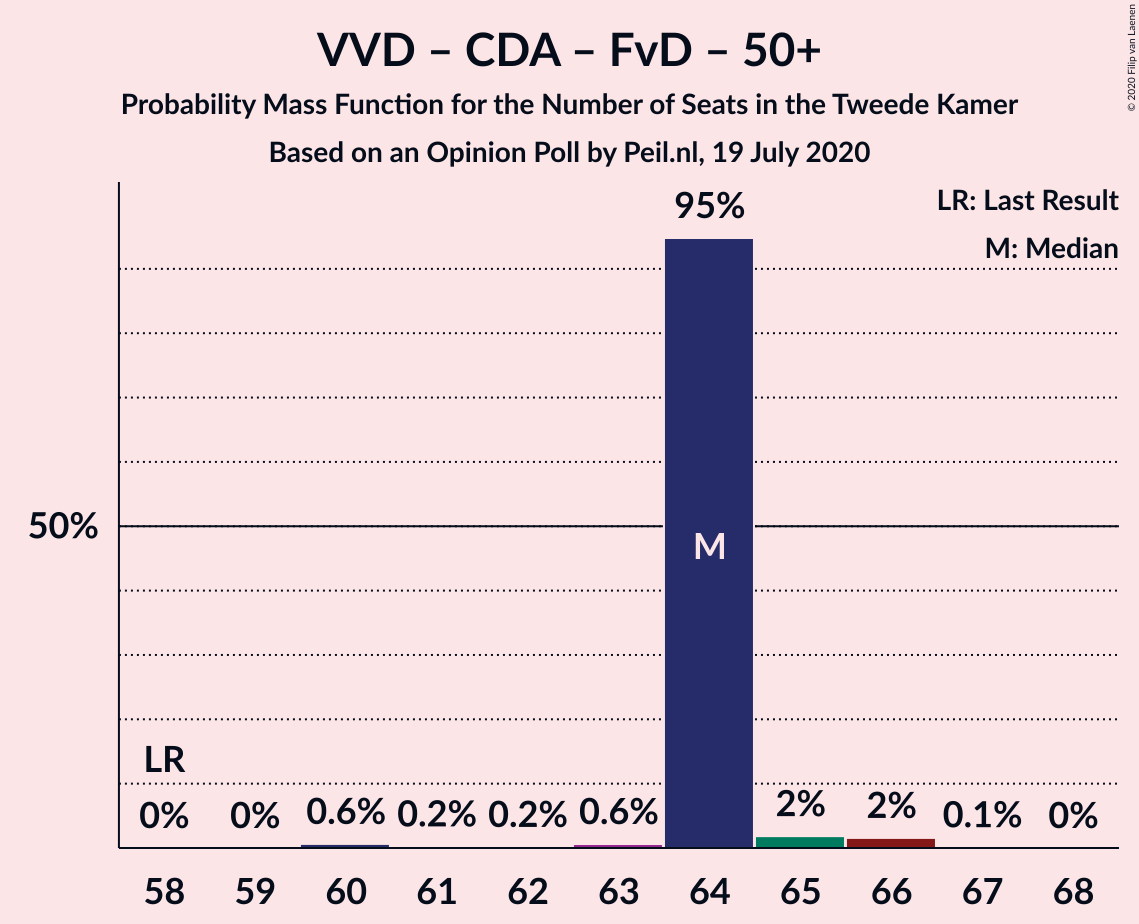 VVD – CDA – FvD – 50+
Probability Mass Function for the Number of Seats in the Tweede Kamer
Based on an Opinion Poll by Peil.nl, 19 July 2020
© 2020 Filip van Laenen
LR: Last Result
M: Median
95%
50%
M
LR
0% 0% 0.6% 0.2% 0.2% 0.6% 2% 2% 0.1% 0%
58 59 60 61 62 63 64 65 66 67 68